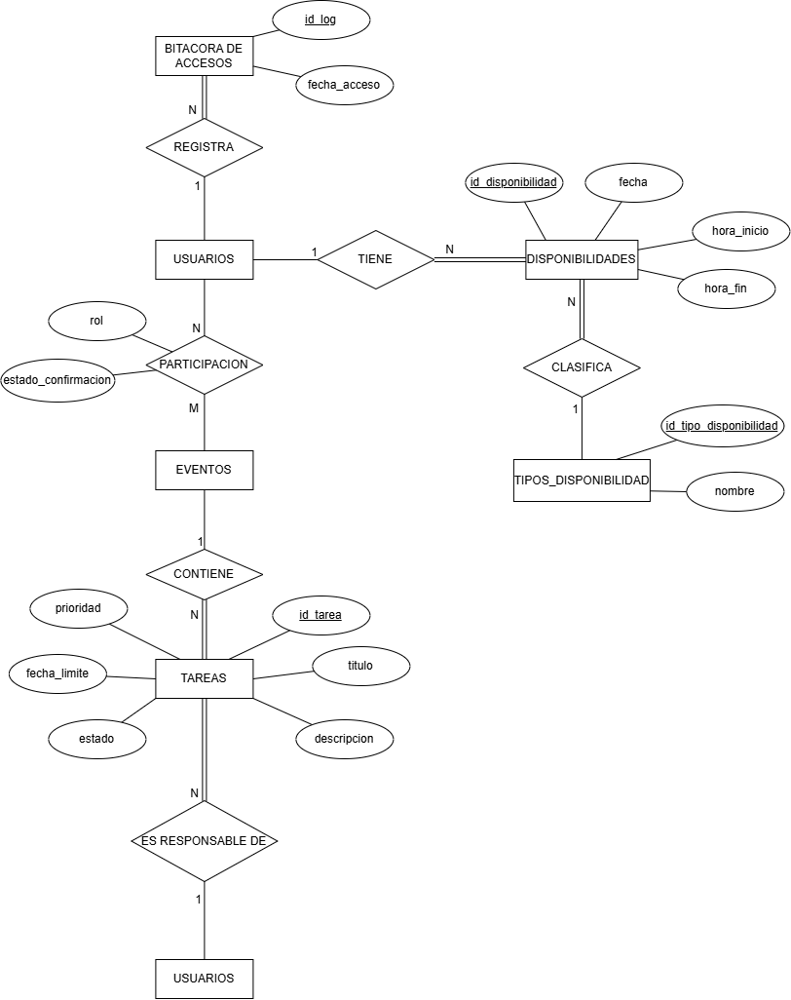 id_log
BITACORA DE
ACCESOS
fecha_acceso
N
REGISTRA
1
id_disponibilidad
fecha
hora_inicio
USUARIOS
1
TIENE
N
DISPONIBILIDADES
hora_fin
rol
N
N
estado_confirmacion
PARTICIPACION
CLASIFICA
M
1
id_tipo_disponibilidad
EVENTOS
TIPOS_DISPONIBILIDAD
nombre
1
CONTIENE
prioridad
N
id_tarea
fecha_limite
TAREAS
titulo
estado
descripcion
N
ES RESPONSABLE DE
1
USUARIOS